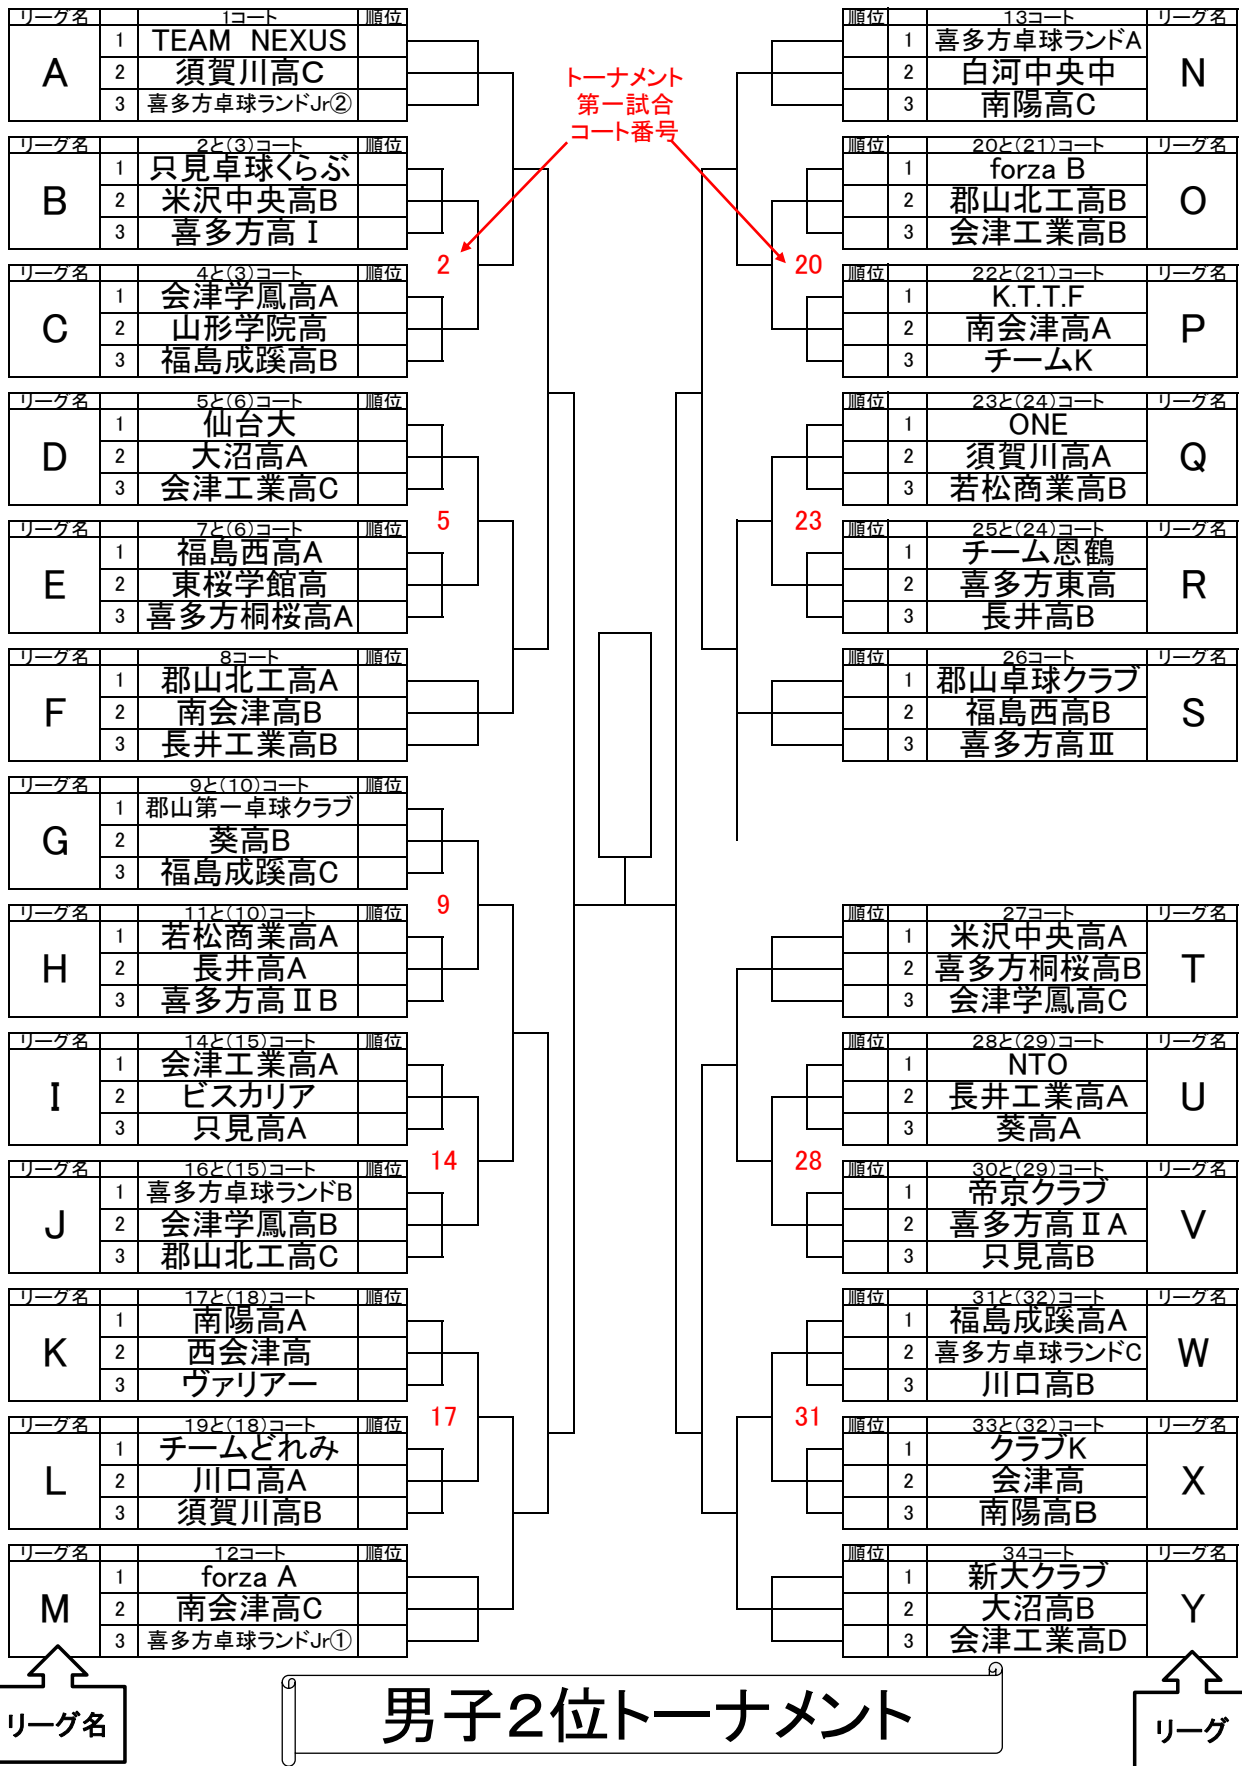 リーグ名 1コート 順位
A
1 TEAM NEXUS
2 須賀川高C
3 喜多方卓球ランドJr②
リーグ名 2と(3)コート 順位
B
1 只見卓球くらぶ
2 米沢中央高B
3 喜多方高Ⅰ
リーグ名 4と(3)コート 順位
C
1 会津学鳳高A
2 山形学院高
3 福島成蹊高B
リーグ名 5と(6)コート 順位
D
1 仙台大
2 大沼高A
3 会津工業高C
リーグ名 7と(6)コート 順位
E
1 福島西高A
2 東桜学館高
3 喜多方桐桜高A
リーグ名 8コート 順位
F
1 郡山北工高A
2 南会津高B
3 長井工業高B
リーグ名 9と(10)コート 順位
G
1 郡山第一卓球クラブ
2 葵高B
3 福島成蹊高C
リーグ名 11と(10)コート 順位
H
1 若松商業高A
2 長井高A
3 喜多方高ⅡB
リーグ名 14と(15)コート 順位
I
1 会津工業高A
2 ビスカリア
3 只見高A
リーグ名 16と(15)コート 順位
J
1 喜多方卓球ランドB
2 会津学鳳高B
3 郡山北工高C
リーグ名 17と(18)コート 順位
K
1 南陽高A
2 西会津高
3 ヴァリアー
リーグ名 19と(18)コート 順位
L
1 チームどれみ
2 川口高A
3 須賀川高B
リーグ名 12コート 順位
M
1 forza A
2 南会津高C
3 喜多方卓球ランドJr①
リーグ名
トーナメント
第一試合
コート番号
2
5
9
14
17
20
23
28
31
順位 13コート リーグ名
1 喜多方卓球ランドA
2 白河中央中
3 南陽高C
N
順位 20と(21)コート リーグ名
1 forza B
2 郡山北工高B
3 会津工業高B
O
順位 22と(21)コート リーグ名
1 K.T.T.F
2 南会津高A
3 チームK
P
順位 23と(24)コート リーグ名
1 ONE
2 須賀川高A
3 若松商業高B
Q
順位 25と(24)コート リーグ名
1 チーム恩鶴
2 喜多方東高
3 長井高B
R
順位 26コート リーグ名
1 郡山卓球クラブ
2 福島西高B
3 喜多方高Ⅲ
S
順位 27コート リーグ名
1 米沢中央高A
2 喜多方桐桜高B
3 会津学鳳高C
T
順位 28と(29)コート リーグ名
1 NTO
2 長井工業高A
3 葵高A
U
順位 30と(29)コート リーグ名
1 帝京クラブ
2 喜多方高ⅡA
3 只見高B
V
順位 31と(32)コート リーグ名
1 福島成蹊高A
2 喜多方卓球ランドC
3 川口高B
W
順位 33と(32)コート リーグ名
1 クラブK
2 会津高
3 南陽高B
X
順位 34コート リーグ名
1 新大クラブ
2 大沼高B
3 会津工業高D
Y
リーグ
男子2位トーナメント